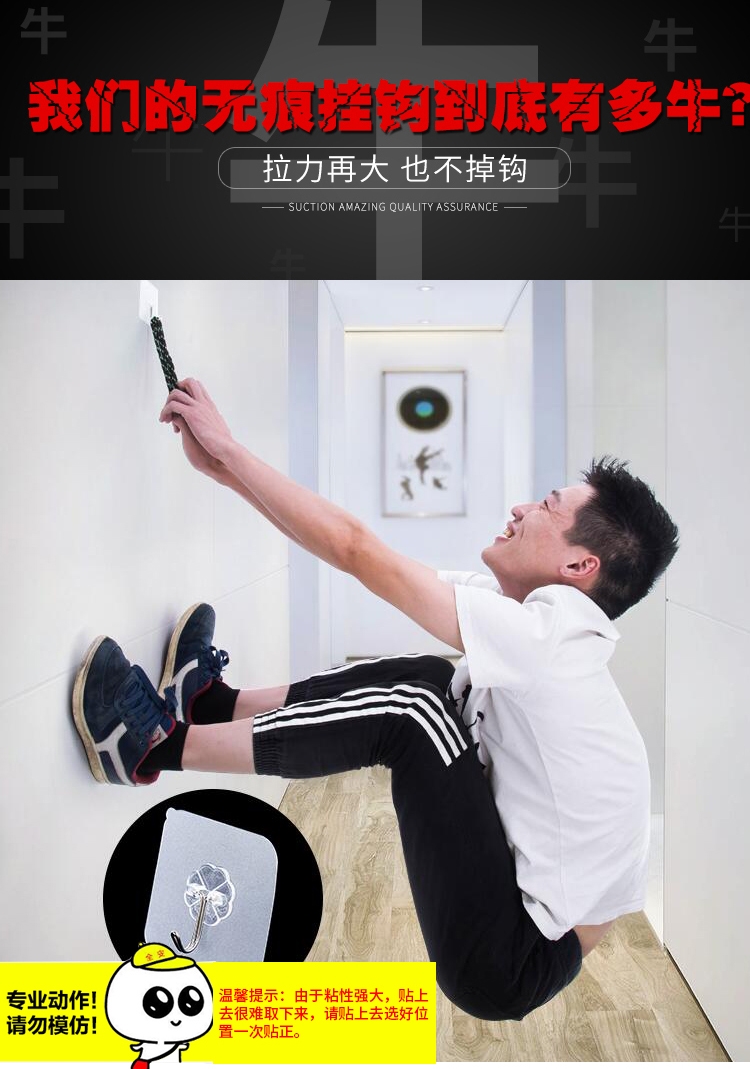 牛
牛
我们的无痕挂钩到底有多牛?
牛
牛
拉力再大 也不掉钩
牛
牛
牛
SUCTION AMAZING QUALITY ASSURANCE
牛
专业动作!
请勿模仿!
温馨提示：由于粘性强大，贴上
去很难取下来，请贴上去选好位
置一次贴正。